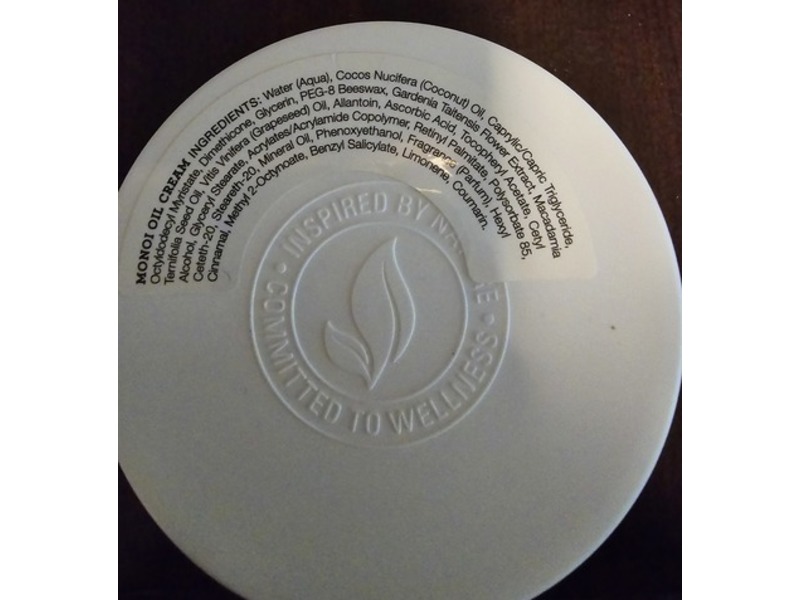 MONOI OIL CREAM INGREDIENTS: Water (Aqua), Cocos Nucifera (Coconut) Oil, Caprylic/Capric Triglyceride,
Octyldodecyl Myristate, Dimethicone, Glycerin, PEG-8 Beeswax, Gardenia Taitensis Flower Extract, Macadamia
Ternifolia Seed Oil, Vitis Vinifera (Grapeseed) Oil, Allantoin, Ascorbic Acid, Tocopheryl Acetate, Cetyl
Alcohol, Glyceryl Stearate, Acrylates/Acrylamide Copolymer, Retinyl Palmitate, Polysorbate 85,
Ceteth-20, Steareth-20, Mineral Oil, Phenoxyethanol, Fragrance (Parfum), Hexyl
Cinnamal, Methyl 2-Octynoate, Benzyl Salicylate, Limonene, Coumarin.
INSPIRED BY
COMMITTED TO WELLNESS